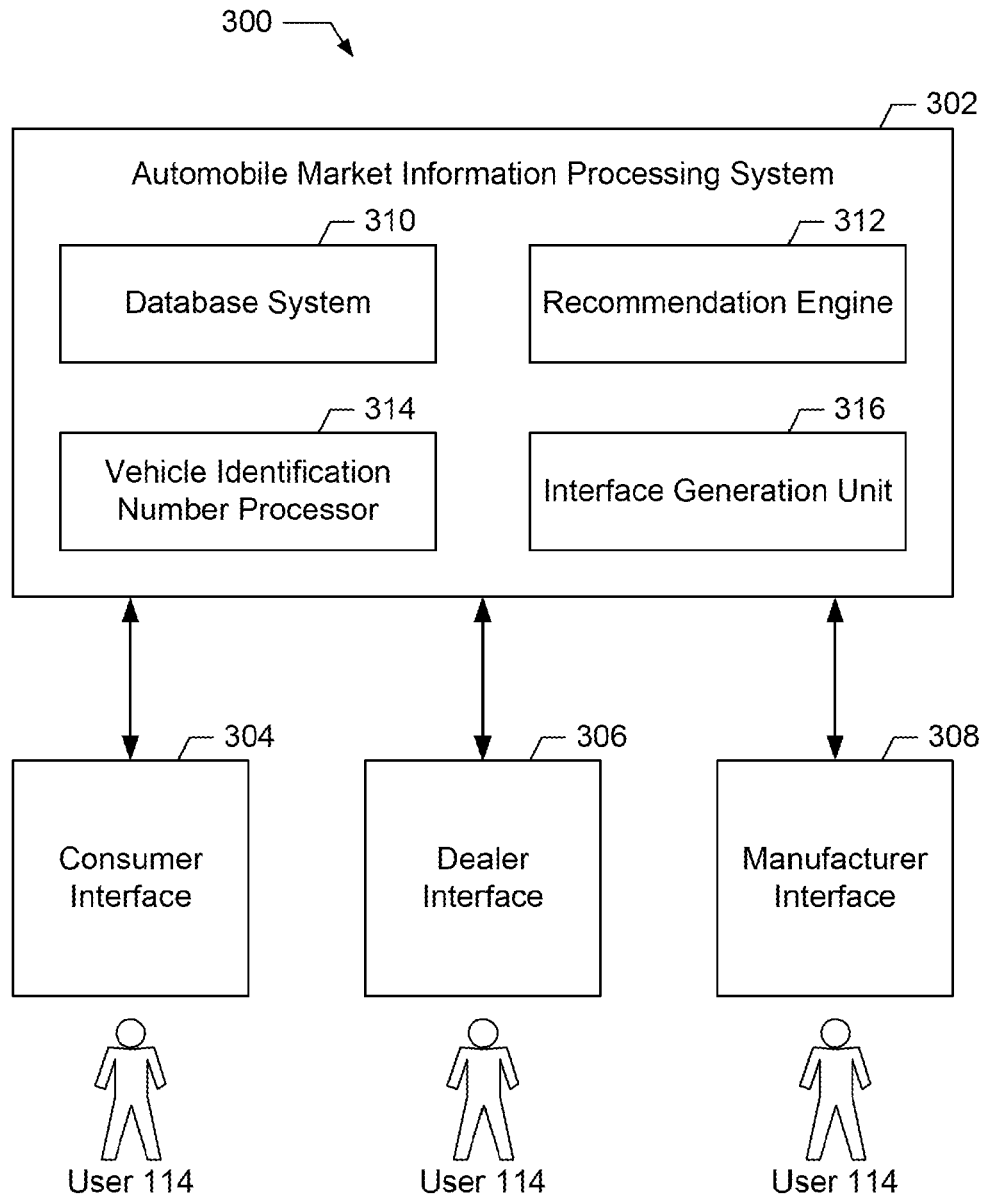 300
302
Automobile Market Information Processing System
310
312
Database System
Recommendation Engine
314
316
Vehicle Identification
Number Processor
Interface Generation Unit
304
306
308
Consumer
Interface
Dealer
Interface
Manufacturer
Interface
User 114
User 114
User 114